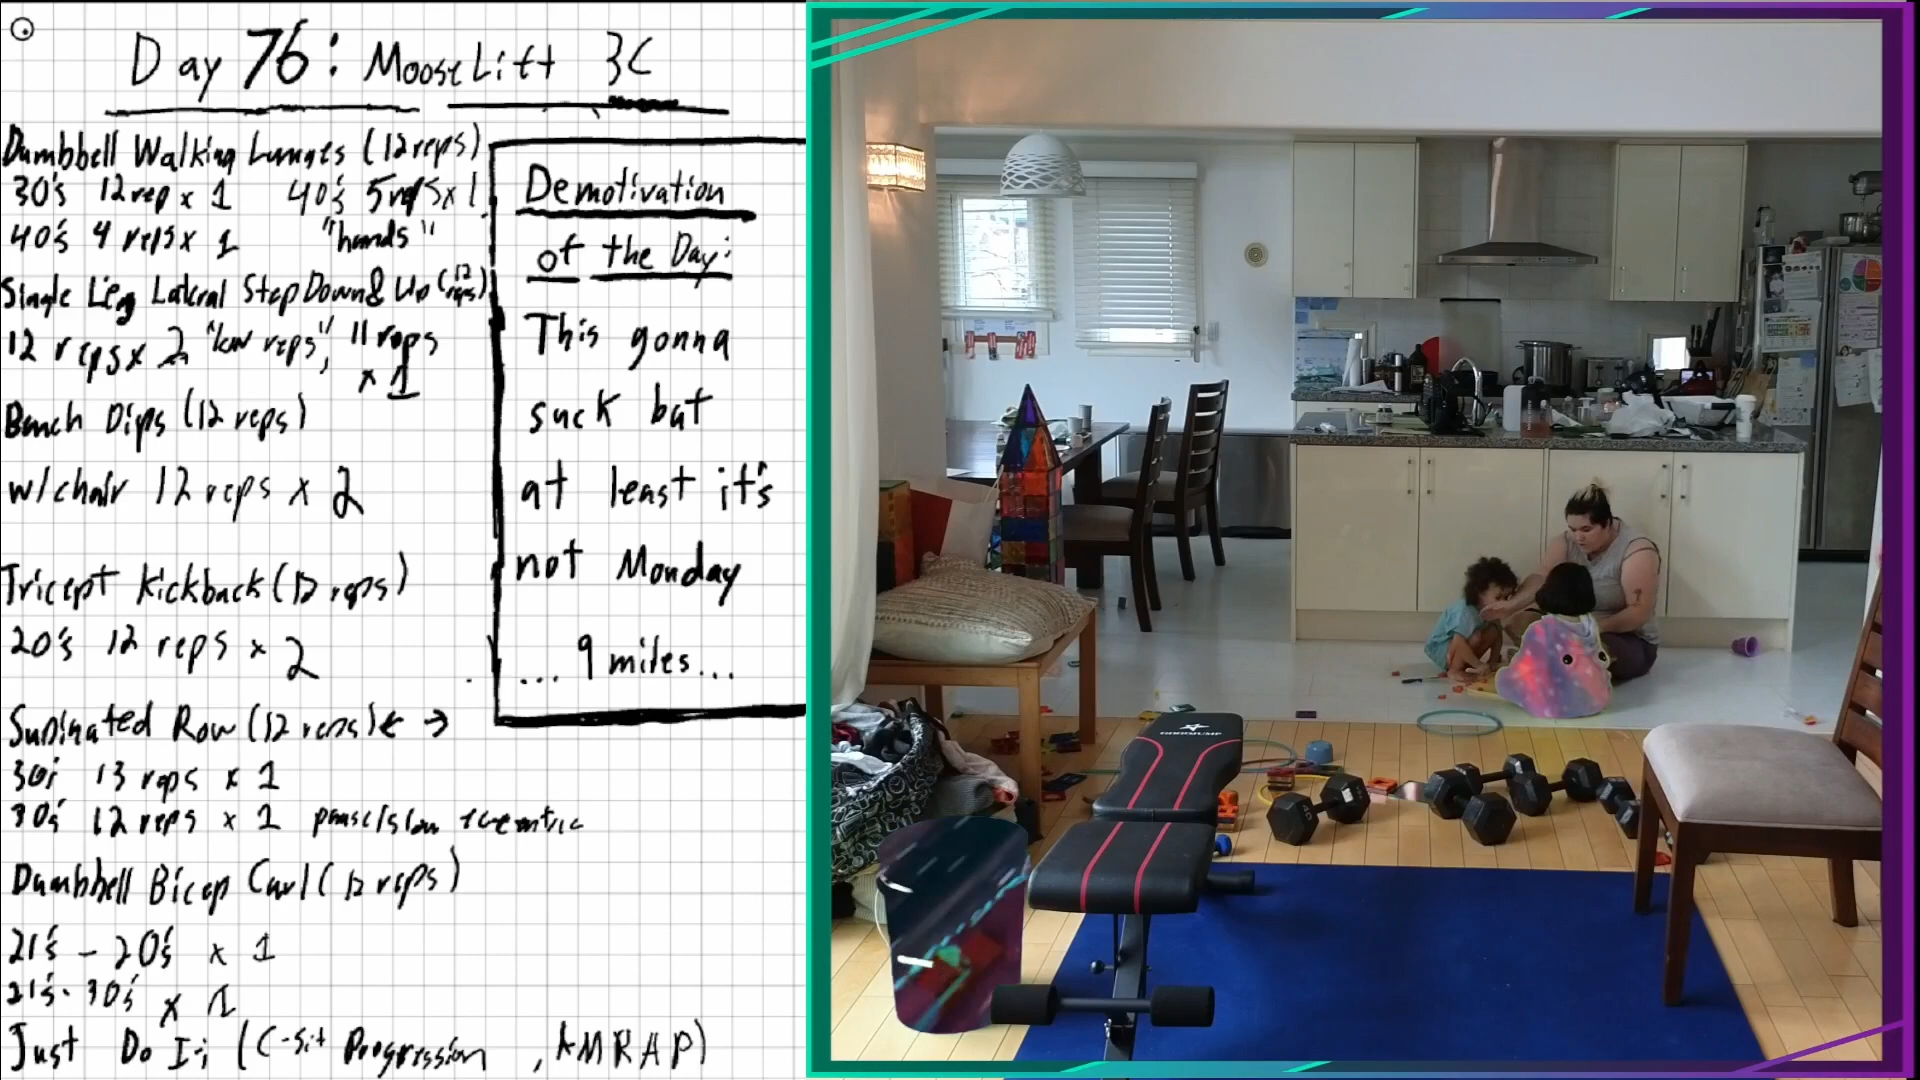 Day 76: MooseLift 3C
Dumbbell Walking Lunges (12 reps)
30's 12 rep x 1 40's 5 reps x 1
40's 4 reps x 1 "hands"
Single Leg Lateral Step Down & Up (12 reps)
12 reps x 2 "low reps", 11 reps
x 1
Bench Dips (12 reps)
w/chair 12 reps x 2
Tricept Kickback (12 reps)
20's 12 reps x 2
Supinated Row (12 reps) ← →
30's 13 reps x 1
30's 12 reps x 1 pause/slow
Dumbbell Bicep Curl (12 reps)
21's - 20's x 1
21's - 30's x 1
Just Do It (C-sit Progression, AMRAP)
Demotivation
of the Day:
This gonna
suck but
at least it's
not Monday
... 9 miles...